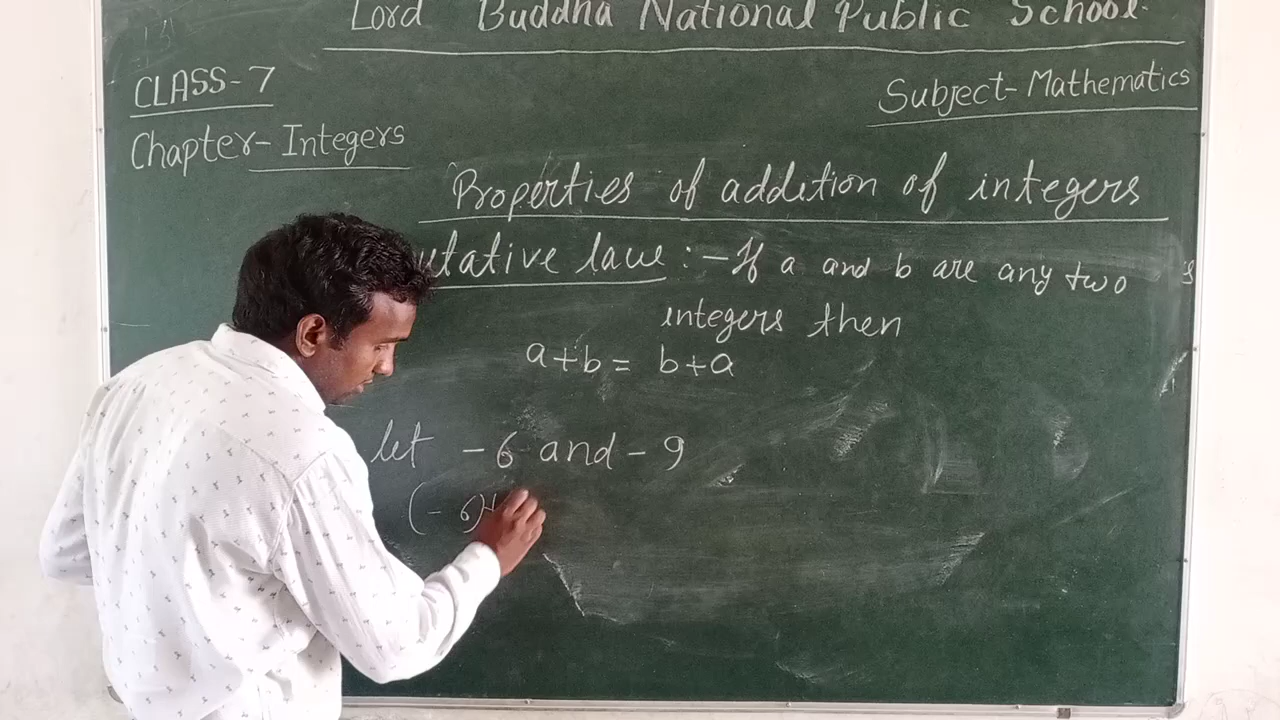 Lord Buddha National Public School.
CLASS-7
Subject-Mathematics
Chapter-Integers
Properties of addition of integers
utative law :- If a and b are any two
integers then
a+b = b+a
let -6 and -9
(-6)+